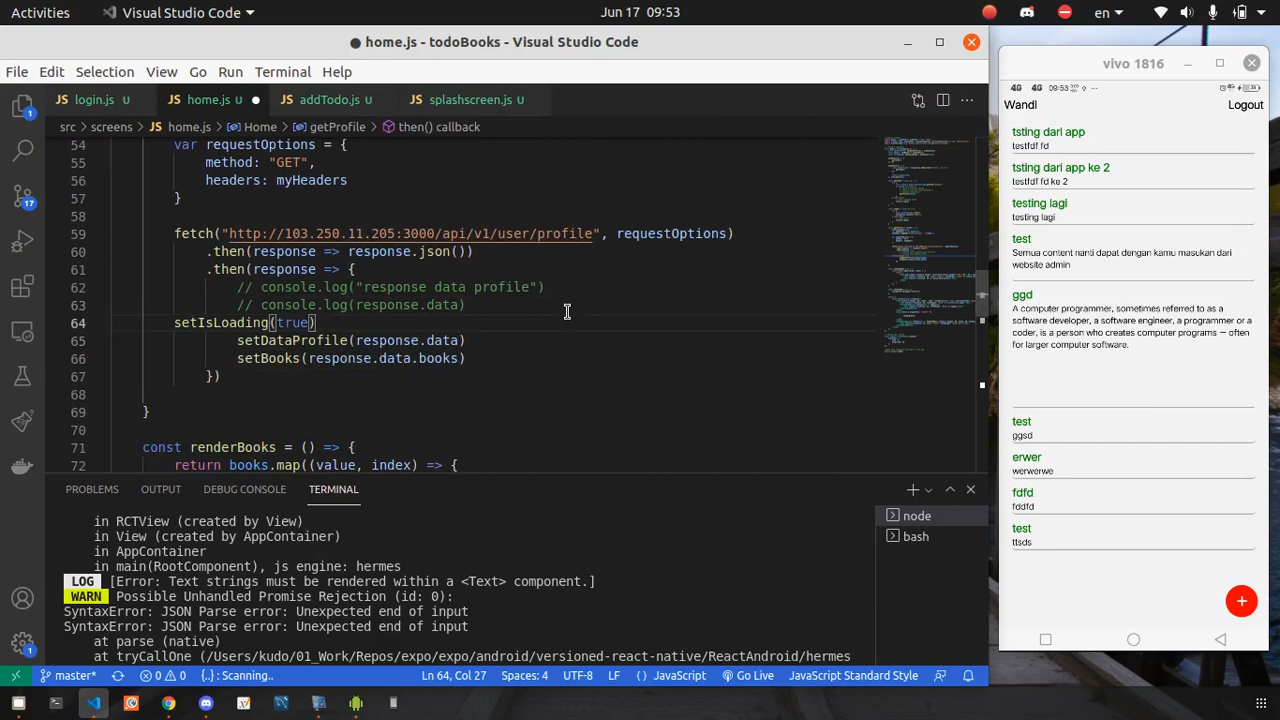 Activities
Visual Studio Code
Jun 17 09:53
en
home.js - todoBooks - Visual Studio Code
File Edit Selection View Go Run Terminal Help
JS login.js U
JS home.js U
JS addTodo.js U
JS splashscreen.js U
src > screens > JS home.js > Home > getProfile > then() callback
54 var requestOptions = {
55 method: "GET",
56 headers: myHeaders
57 }
58
59 fetch("http://103.250.11.205:3000/api/v1/user/profile", requestOptions)
60 .then(response => response.json())
61 .then(response => {
62 // console.log("response data profile")
63 // console.log(response.data)
64 setIsLoading(true)
65 setDataProfile(response.data)
66 setBooks(response.data.books)
67 })
68
69 }
70
71 const renderBooks = () => {
72 return books.map((value, index) => {
1
17
1
PROBLEMS OUTPUT DEBUG CONSOLE TERMINAL
in RCTView (created by View)
in View (created by AppContainer)
in AppContainer
in main(RootComponent), js engine: hermes
LOG [Error: Text strings must be rendered within a <Text> component.]
WARN Possible Unhandled Promise Rejection (id: 0):
SyntaxError: JSON Parse error: Unexpected end of input
SyntaxError: JSON Parse error: Unexpected end of input
at parse (native)
at tryCallOne (/Users/kudo/01_Work/Repos/expo/expo/android/versioned-react-native/ReactAndroid/hermes
node
bash
master*
0 0
{..}: Scanning..
Ln 64, Col 27
Spaces: 4
UTF-8
LF
JavaScript
Go Live
JavaScript Standard Style
vivo 1816
4G 4G 09:53
Wandi
Logout
tsting dari app
testfdf fd
tsting dari app ke 2
testfdf fd ke 2
testing lagi
testing lagi
test
Semua content nanti dapat dengan kamu masukan dari
website admin
ggd
A computer programmer, sometimes referred to as a
software developer, a software engineer, a programmer or a
coder, is a person who creates computer programs — often
for larger computer software.
test
ggsd
erwer
werwerwe
fdfd
fddfd
test
ttsds
+